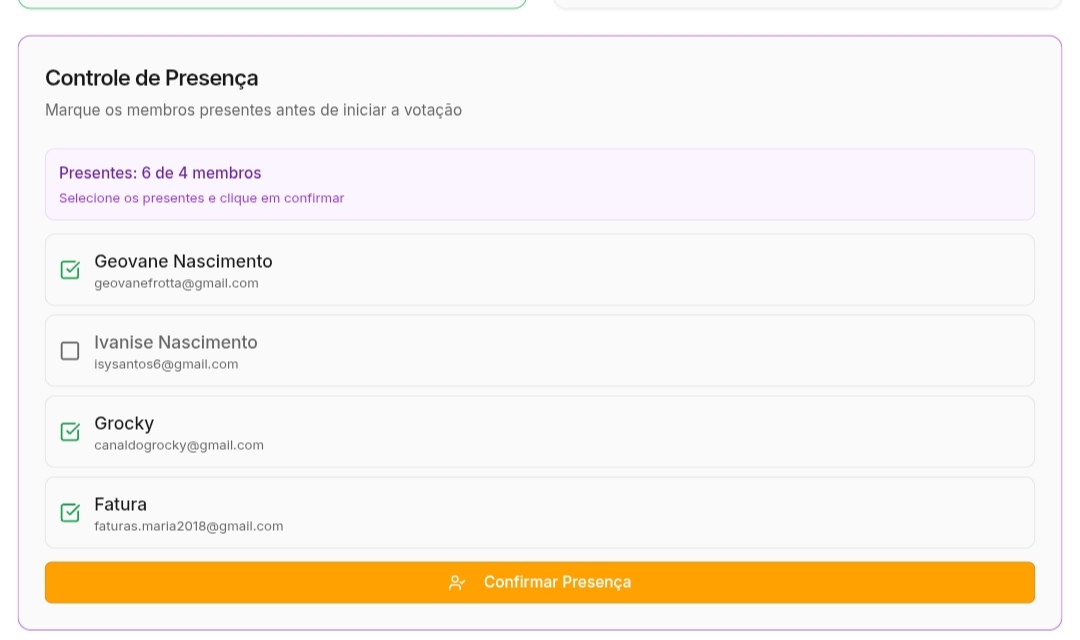 Controle de Presença
Marque os membros presentes antes de iniciar a votação
Presentes: 6 de 4 membros
Selecione os presentes e clique em confirmar
Geovane Nascimento
geovanefrotta@gmail.com
Ivanise Nascimento
isysantos6@gmail.com
Grocky
canaldogrocky@gmail.com
Fatura
faturas.maria2018@gmail.com
Confirmar Presença